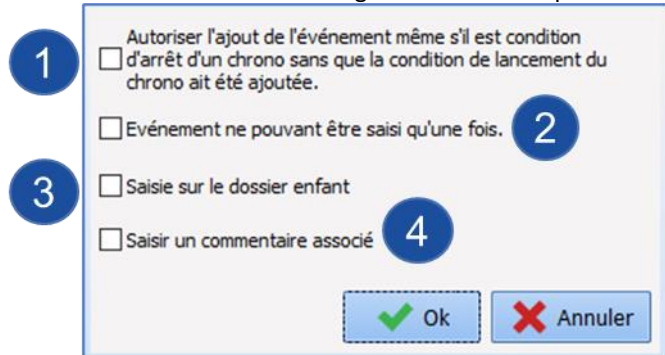 1
Autoriser l'ajout de l'événement même s'il est condition
d'arrêt d'un chrono sans que la condition de lancement du
chrono ait été ajoutée.
Evénement ne pouvant être saisi qu'une fois.
2
3
Saisie sur le dossier enfant
Saisir un commentaire associé
4
Ok
Annuler